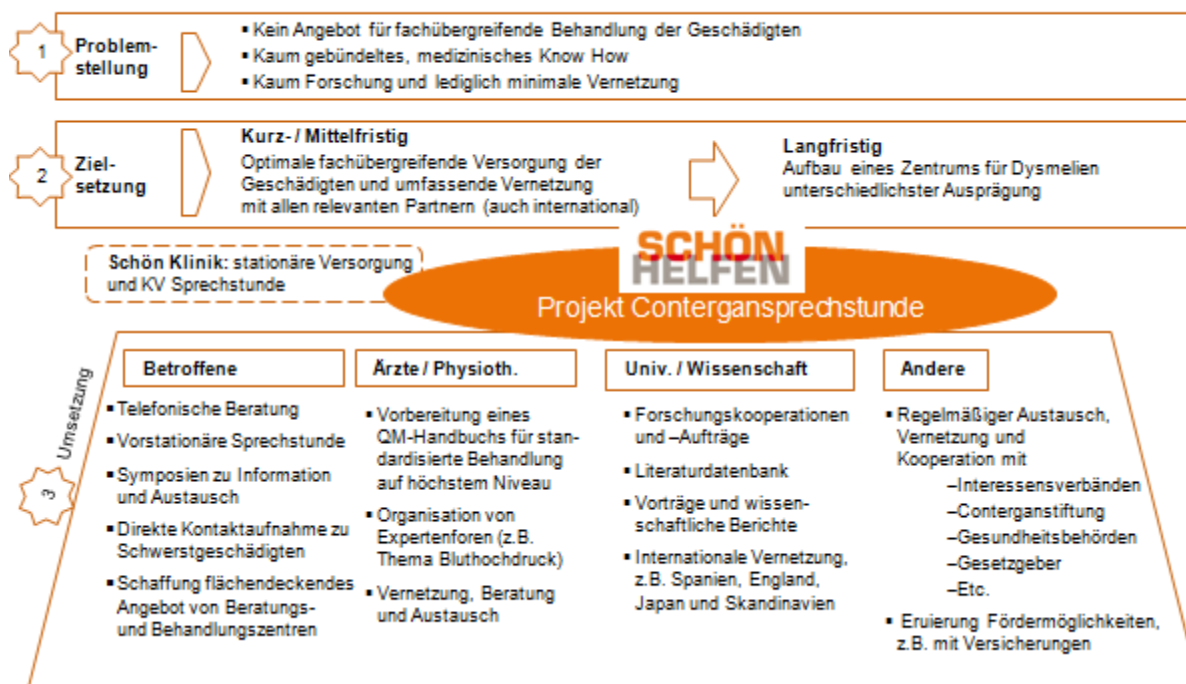 1
Problem-
stellung
▪ Kein Angebot für fachübergreifende Behandlung der Geschädigten
▪ Kaum gebündeltes, medizinisches Know How
▪ Kaum Forschung und lediglich minimale Vernetzung
2
Ziel-
setzung
Kurz- / Mittelfristig
Optimale fachübergreifende Versorgung der
Geschädigten und umfassende Vernetzung
mit allen relevanten Partnern (auch international)
Langfristig
Aufbau eines Zentrums für Dysmelien
unterschiedlichster Ausprägung
Schön Klinik: stationäre Versorgung
und KV Sprechstunde
SCHÖN
HELFEN
Projekt Contergansprechstunde
3
Umsetzung
Betroffene
▪ Telefonische Beratung
▪ Vorstationäre Sprechstunde
▪ Symposien zu Information
und Austausch
▪ Direkte Kontaktaufnahme zu
Schwerstgeschädigten
▪ Schaffung flächendeckendes
Angebot von Beratungs-
und Behandlungszentren
Ärzte / Physioth.
▪ Vorbereitung eines
QM-Handbuchs für stan-
dardisierte Behandlung
auf höchstem Niveau
▪ Organisation von
Expertenforen (z.B.
Thema Bluthochdruck)
▪ Vernetzung, Beratung
und Austausch
Univ. / Wissenschaft
▪ Forschungskooperationen
und –Aufträge
▪ Literaturdatenbank
▪ Vorträge und wissen-
schaftliche Berichte
▪ Internationale Vernetzung,
z.B. Spanien, England,
Japan und Skandinavien
Andere
▪ Regelmäßiger Austausch,
Vernetzung und
Kooperation mit
–Interessensverbänden
–Conterganstiftung
–Gesundheitsbehörden
–Gesetzgeber
–Etc.
▪ Eruierung Fördermöglichkeiten,
z.B. mit Versicherungen